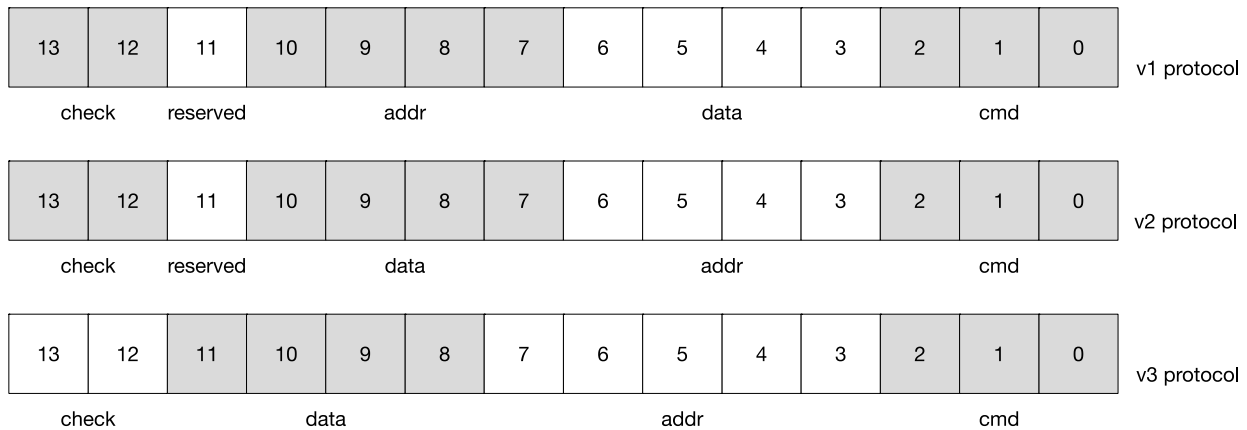 13 12 11 10 9 8 7 6 5 4 3 2 1 0 v1 protocol
check reserved addr data cmd
13 12 11 10 9 8 7 6 5 4 3 2 1 0 v2 protocol
check reserved data addr cmd
13 12 11 10 9 8 7 6 5 4 3 2 1 0 v3 protocol
check data addr cmd